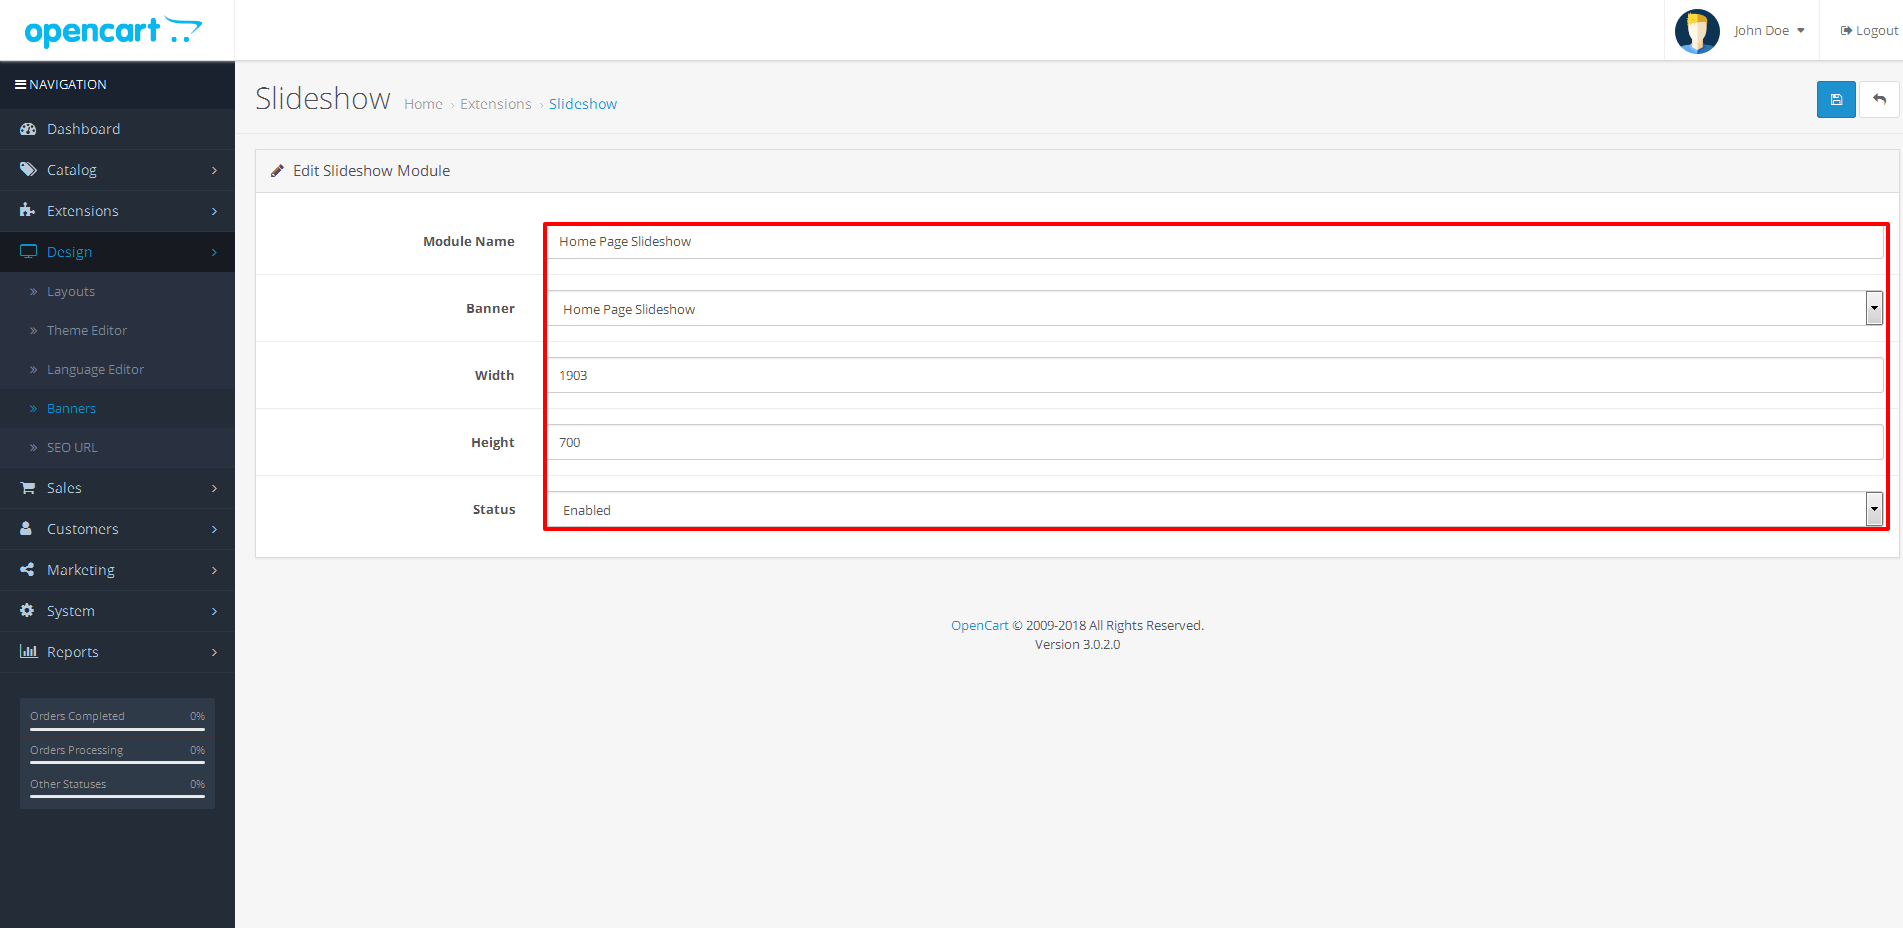 opencart
John Doe
Logout
NAVIGATION
Dashboard
Catalog
Extensions
Design
Layouts
Theme Editor
Language Editor
Banners
SEO URL
Sales
Customers
Marketing
System
Reports
Orders Completed 0%
Orders Processing 0%
Other Statuses 0%
Slideshow Home › Extensions › Slideshow
Edit Slideshow Module
Module Name Home Page Slideshow
Banner Home Page Slideshow
Width 1903
Height 700
Status Enabled
OpenCart © 2009-2018 All Rights Reserved.
Version 3.0.2.0